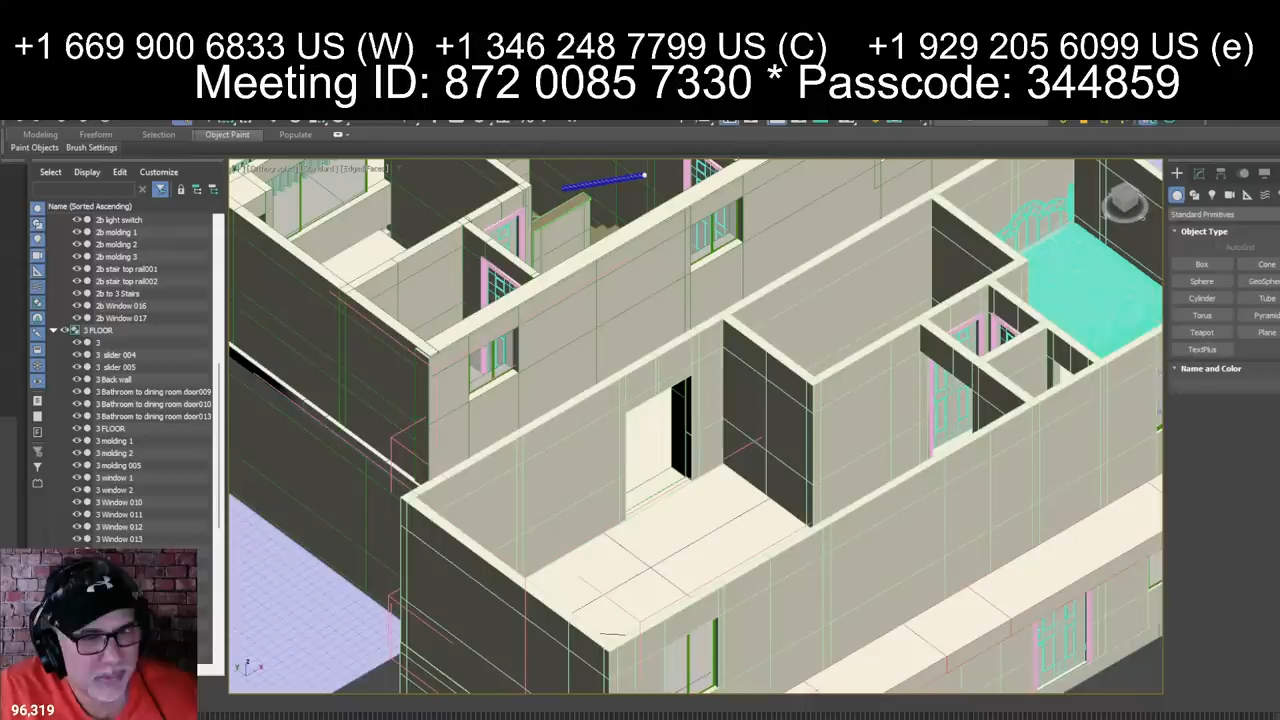 +1 669 900 6833 US (W) +1 346 248 7799 US (C) +1 929 205 6099 US (e)
Meeting ID: 872 0085 7330 * Passcode: 344859
Modeling Freeform Selection Object Paint Populate
Paint Objects Brush Settings
Select Display Edit Customize
Name (Sorted Ascending)
2b light switch
2b molding 1
2b molding 2
2b molding 3
2b stair top rail001
2b stair top rail002
2b to 3 Stairs
2b Window 016
2b Window 017
3 FLOOR
3
3 slider 004
3 slider 005
3 Back wall
3 Bathroom to dining room door009
3 Bathroom to dining room door010
3 Bathroom to dining room door013
3 FLOOR
3 molding 1
3 molding 2
3 molding 005
3 window 1
3 window 2
3 Window 010
3 Window 011
3 Window 012
3 Window 013
Standard Primitives
Object Type
AutoGrid
Box Cone
Sphere GeoSpher
Cylinder Tube
Torus Pyramid
Teapot Plane
TextPlus
Name and Color
96,319